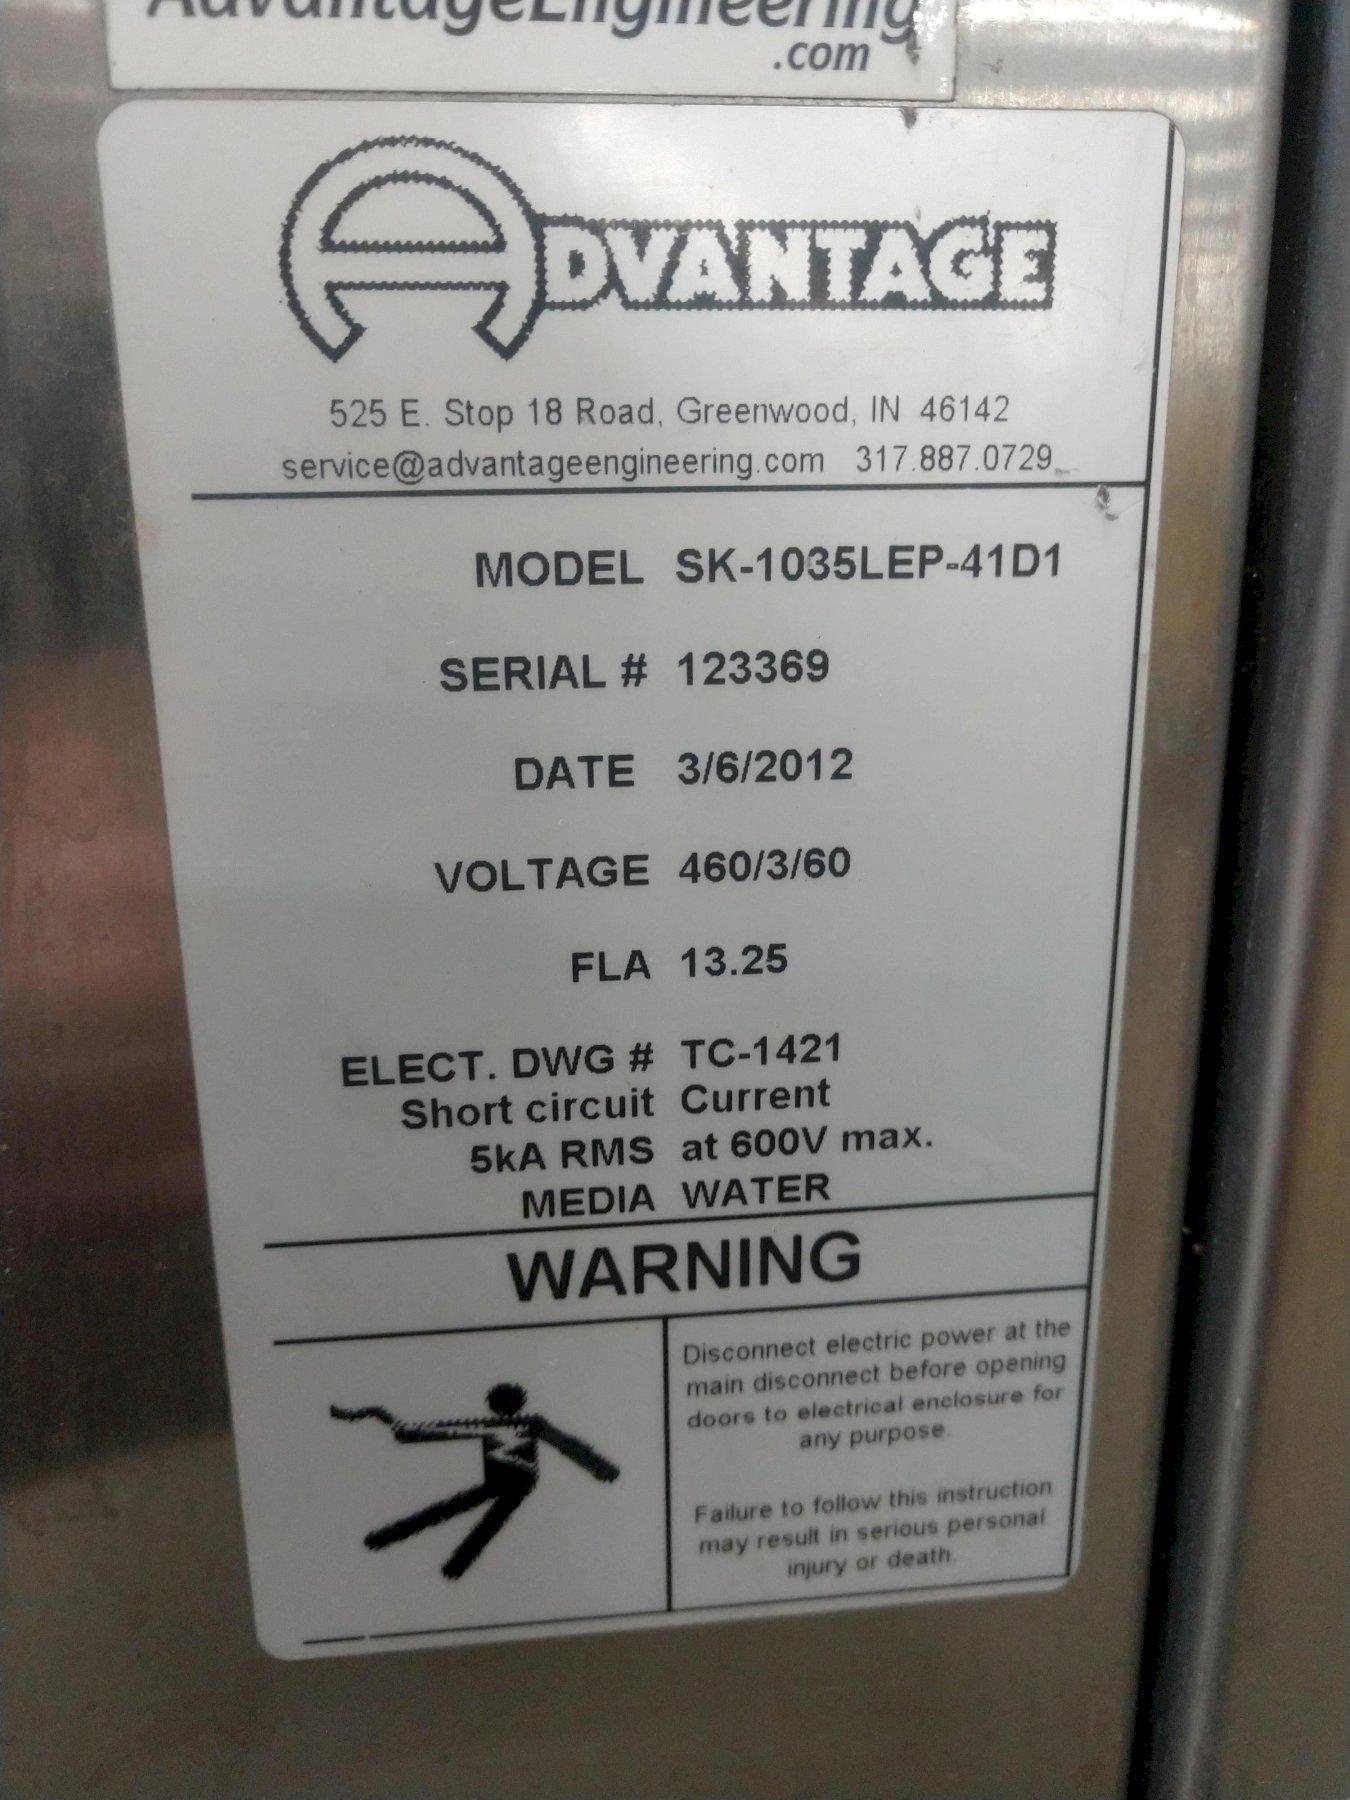 AdvantageEngineering
.com
ADVANTAGE
525 E. Stop 18 Road, Greenwood, IN 46142
service@advantageengineering.com 317.887.0729
MODEL SK-1035LEP-41D1
SERIAL # 123369
DATE 3/6/2012
VOLTAGE 460/3/60
FLA 13.25
ELECT. DWG # TC-1421
Short circuit Current
5kA RMS at 600V max.
MEDIA WATER
WARNING
Disconnect electric power at the
main disconnect before opening
doors to electrical enclosure for
any purpose.
Failure to follow this instruction
may result in serious personal
injury or death.